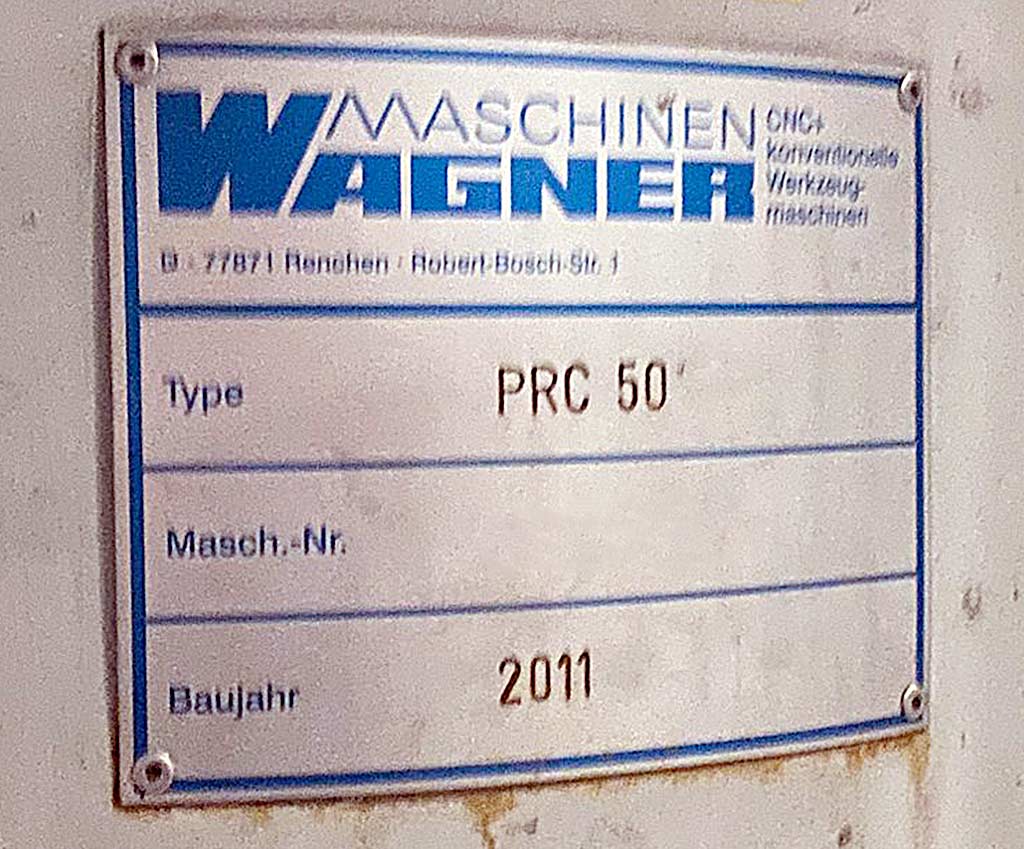 MASCHINEN
WAGNER
CNC+
konventionelle
Werkzeug-
maschinen
D - 77871 Renchen · Robert-Bosch-Str. 1
Type PRC 50
Masch.-Nr.
Baujahr 2011